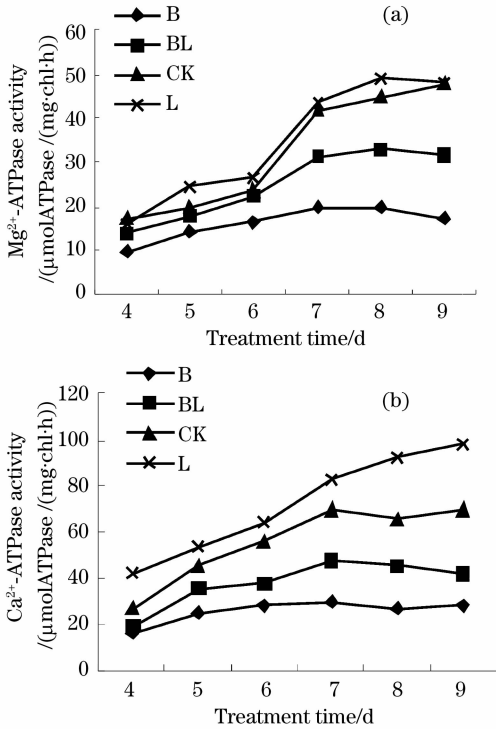 (a)
B
BL
CK
L
60
50
40
30
20
10
0
Mg2+-ATPase activity
/(μmolATPase /(mg·chl·h))
4 5 6 7 8 9
Treatment time/d
(b)
B
BL
CK
L
120
100
80
60
40
20
0
Ca2+-ATPase activity
/(μmolATPase /(mg·chl·h))
4 5 6 7 8 9
Treatment time/d